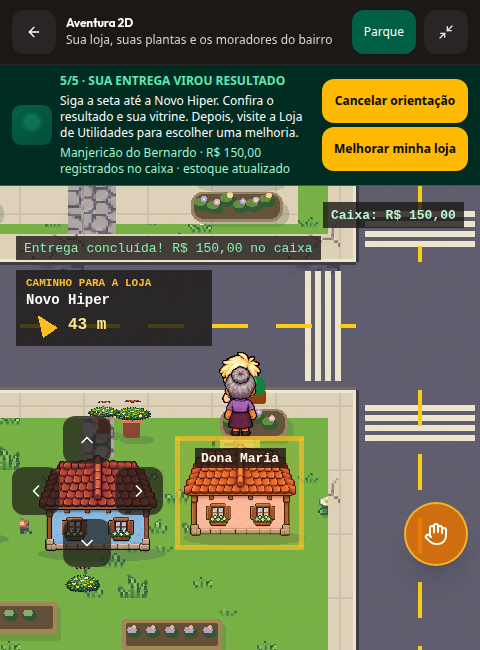 Aventura 2D
Sua loja, suas plantas e os moradores do bairro
Parque
5/5 · SUA ENTREGA VIROU RESULTADO
Siga a seta até a Novo Hiper. Confira o
resultado e sua vitrine. Depois, visite a Loja
de Utilidades para escolher uma melhoria.
Manjericão do Bernardo · R$ 150,00
registrados no caixa · estoque atualizado
Cancelar orientação
Melhorar minha loja
Caixa: R$ 150,00
Entrega concluída! R$ 150,00 no caixa
CAMINHO PARA A LOJA
Novo Hiper
43 m
Dona Maria